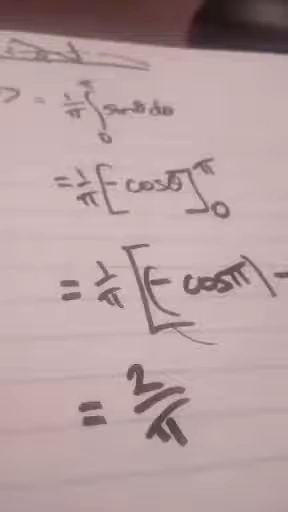 > = 1/π ∫₀^π sinθ dθ
= 1/π [-cosθ]₀^π
= 1/π [(-cosπ) -
= 2/π